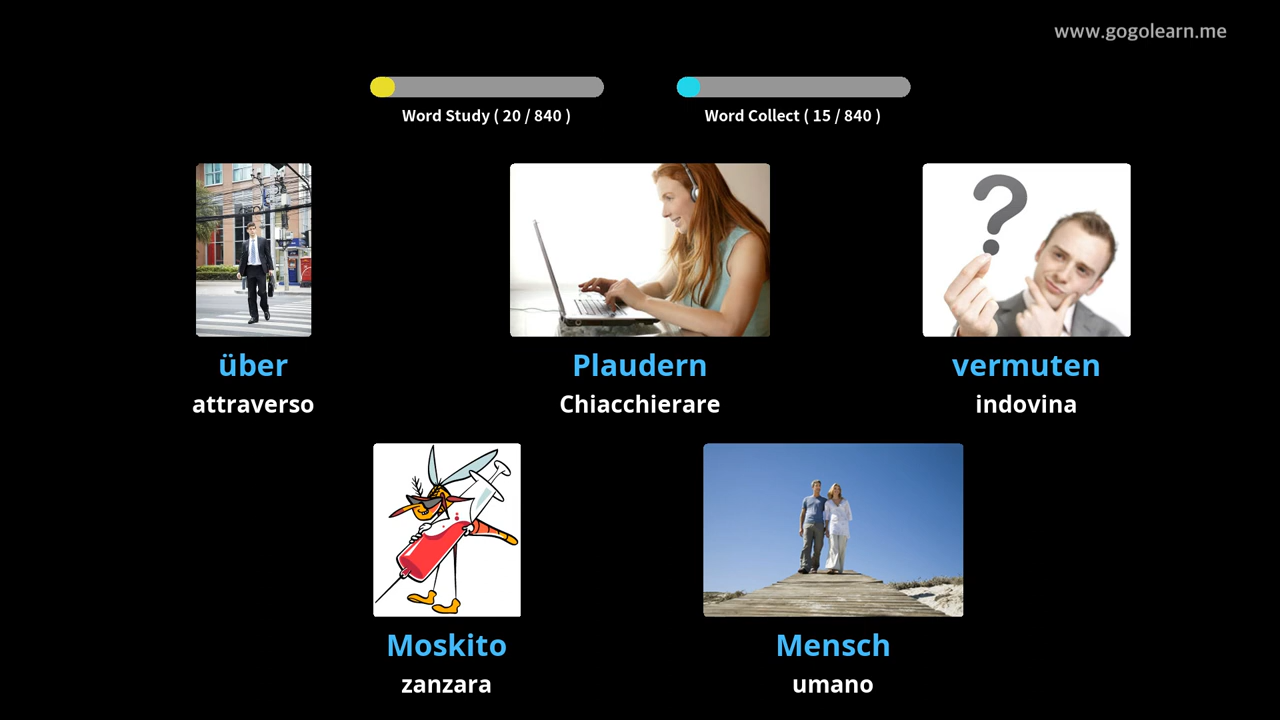 www.gogolearn.me
Word Study ( 20 / 840 )
Word Collect ( 15 / 840 )
über
attraverso
Plaudern
Chiacchierare
vermuten
indovina
Moskito
zanzara
Mensch
umano